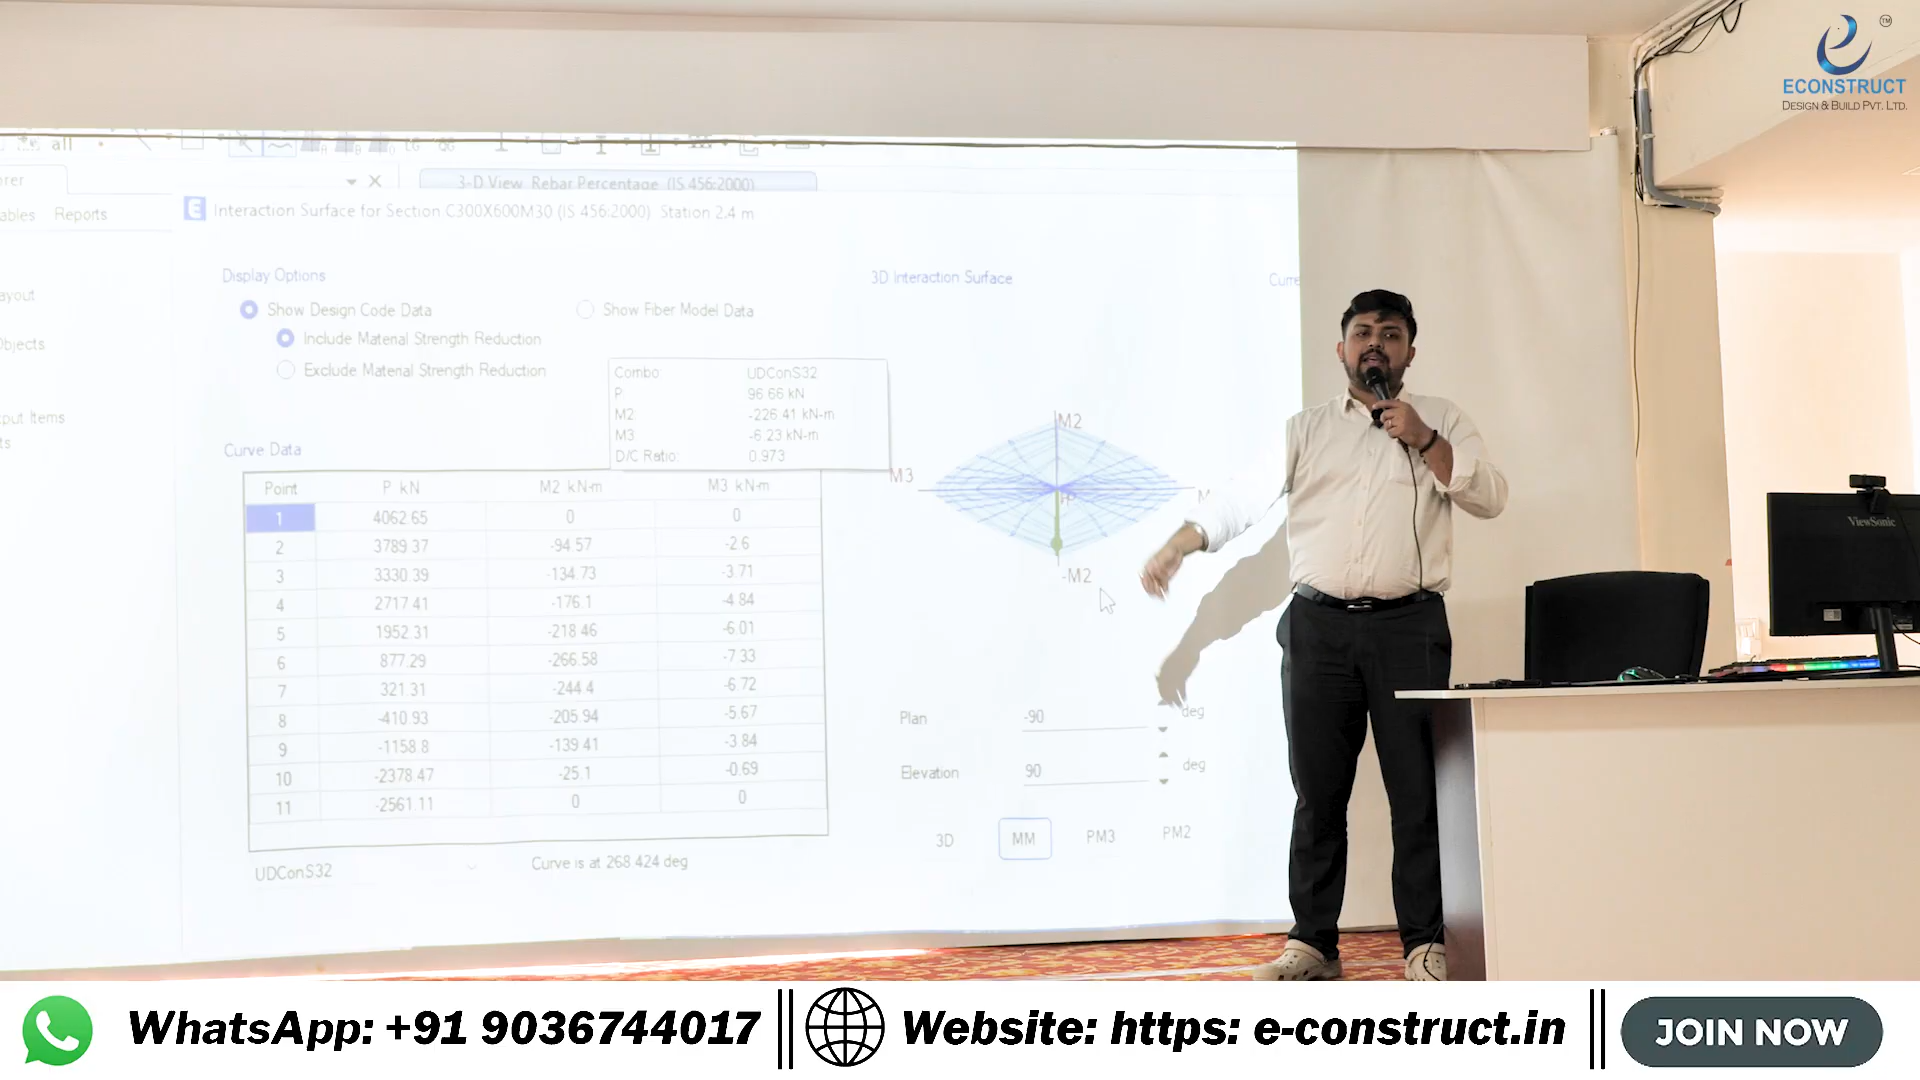 ECONSTRUCT
DESIGN & BUILD PVT. LTD.
TM
all
3-D View Rebar Percentage (IS 456:2000)
Reports
Interaction Surface for Section C300X600M30 (IS 456:2000) Station 2.4 m
Display Options
3D Interaction Surface
Show Design Code Data
Show Fiber Model Data
Include Material Strength Reduction
Exclude Material Strength Reduction
Combo: UDConS32
P 96.66 kN
M2 -226.41 kN-m
M3 -6.23 kN-m
D/C Ratio: 0.973
Curve Data
Point P kN M2 kN-m M3 kN-m
1 4062.65 0 0
2 3789.37 -94.57 -2.6
3 3330.39 -134.73 -3.71
4 2717.41 -176.1 -4.84
5 1952.31 -218.46 -6.01
6 877.29 -266.58 -7.33
7 321.31 -244.4 -6.72
8 -410.93 -205.94 -5.67
9 -1158.8 -139.41 -3.84
10 -2378.47 -25.1 -0.69
11 -2561.11 0 0
UDConS32
Curve is at 268.424 deg
M2
M3
-M2
Plan -90 deg
Elevation 90 deg
3D MM PM3 PM2
ViewSonic
WhatsApp: +91 9036744017
Website: https: e-construct.in
JOIN NOW